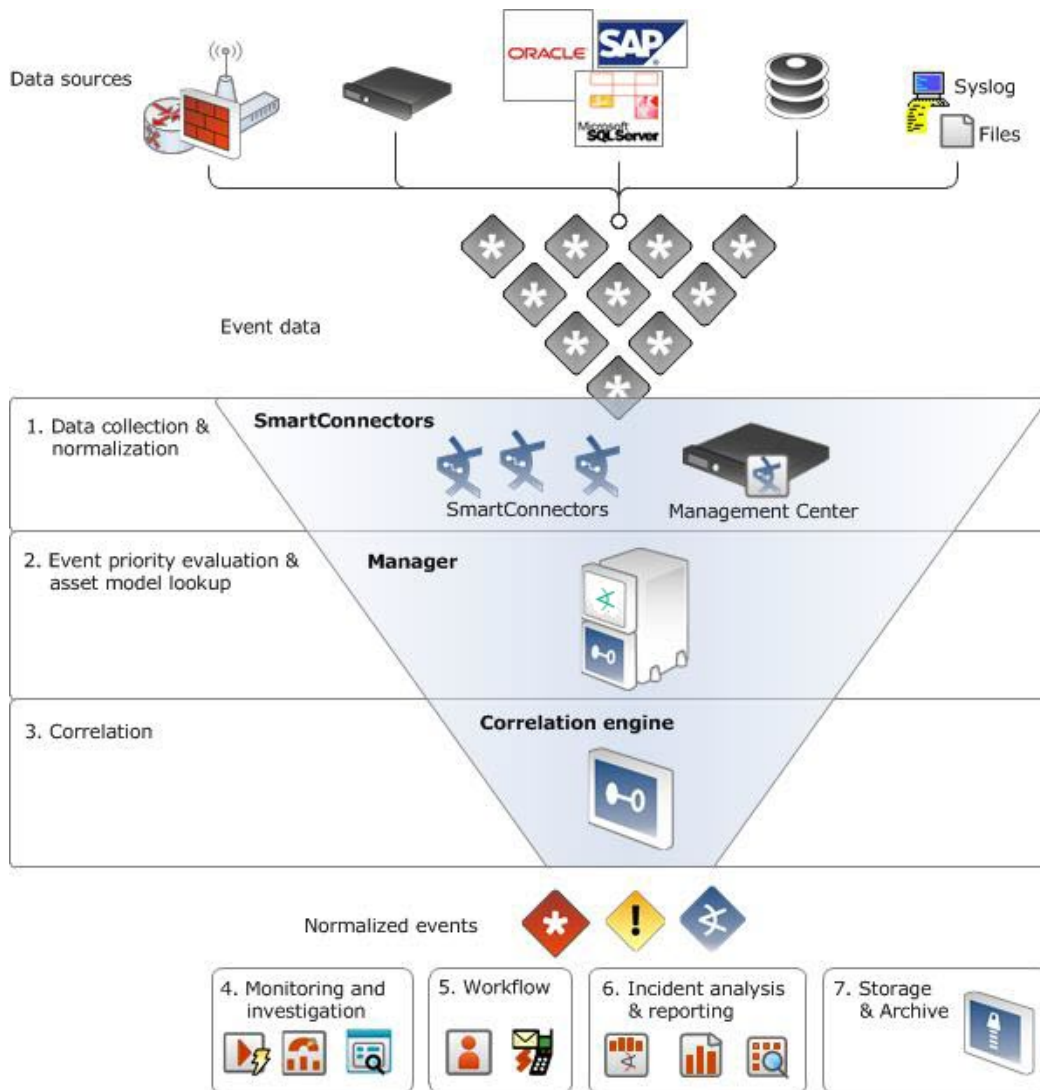 Data sources
ORACLE
SAP
Microsoft
SQL Server
Syslog
Files
Event data
1. Data collection &
normalization
SmartConnectors
SmartConnectors
Management Center
2. Event priority evaluation &
asset model lookup
Manager
3. Correlation
Correlation engine
Normalized events
4. Monitoring and
investigation
5. Workflow
6. Incident analysis
& reporting
7. Storage
& Archive